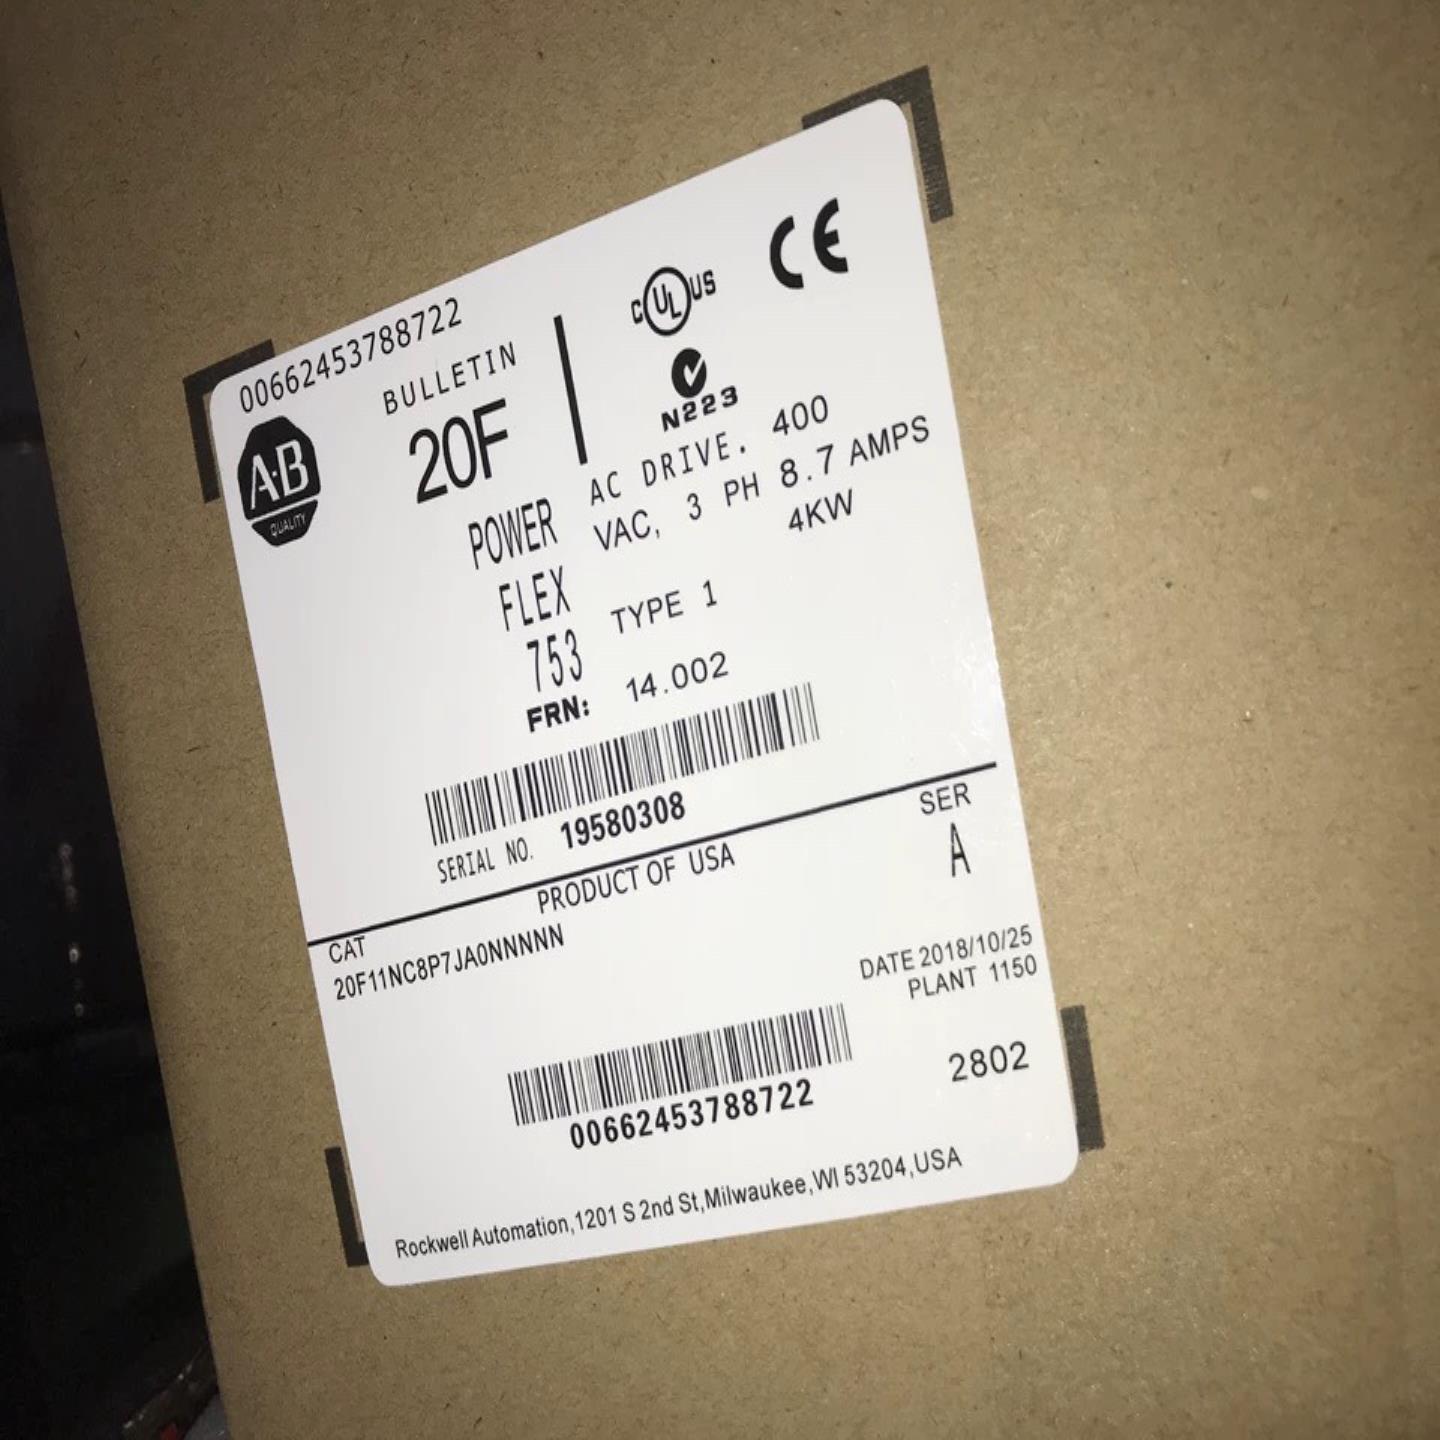 00662453788722
A·B
QUALITY
BULLETIN
20F
POWER
FLEX
753
C UL US
CE
N223
AC DRIVE. 400
VAC, 3 PH 8.7 AMPS
4KW
TYPE 1
FRN: 14.002
SERIAL NO. 19580308
PRODUCT OF USA
SER
A
CAT
20F11NC8P7JA0NNNNN
DATE 2018/10/25
PLANT 1150
2802
00662453788722
Rockwell Automation,1201 S 2nd St,Milwaukee,WI 53204,USA